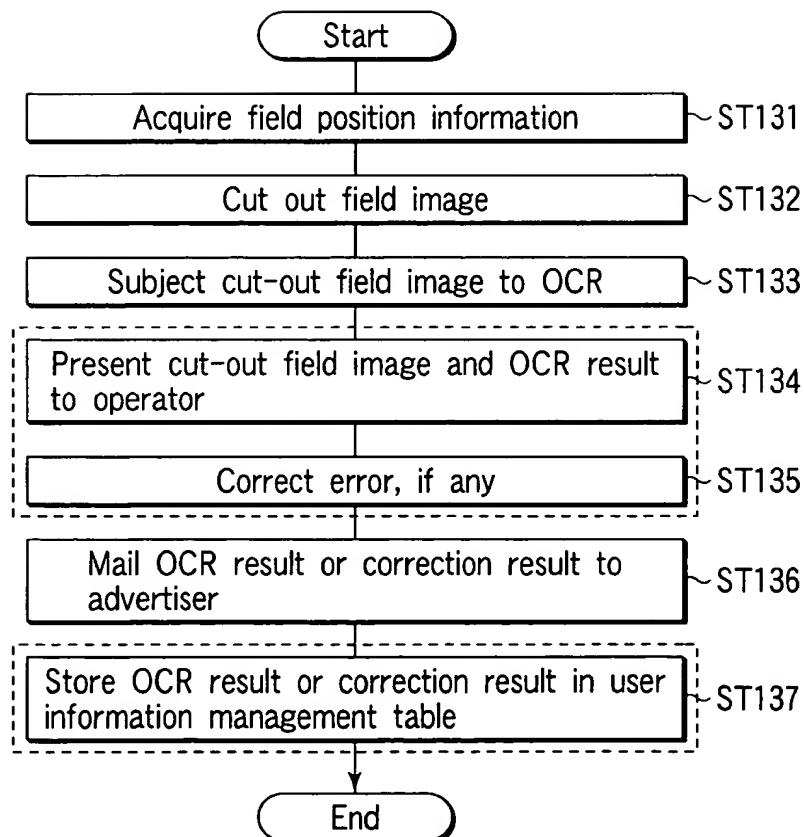 Start
Acquire field position information
ST131
Cut out field image
ST132
Subject cut-out field image to OCR
ST133
Present cut-out field image and OCR result
to operator
ST134
Correct error, if any
ST135
Mail OCR result or correction result to
advertiser
ST136
Store OCR result or correction result in user
information management table
ST137
End